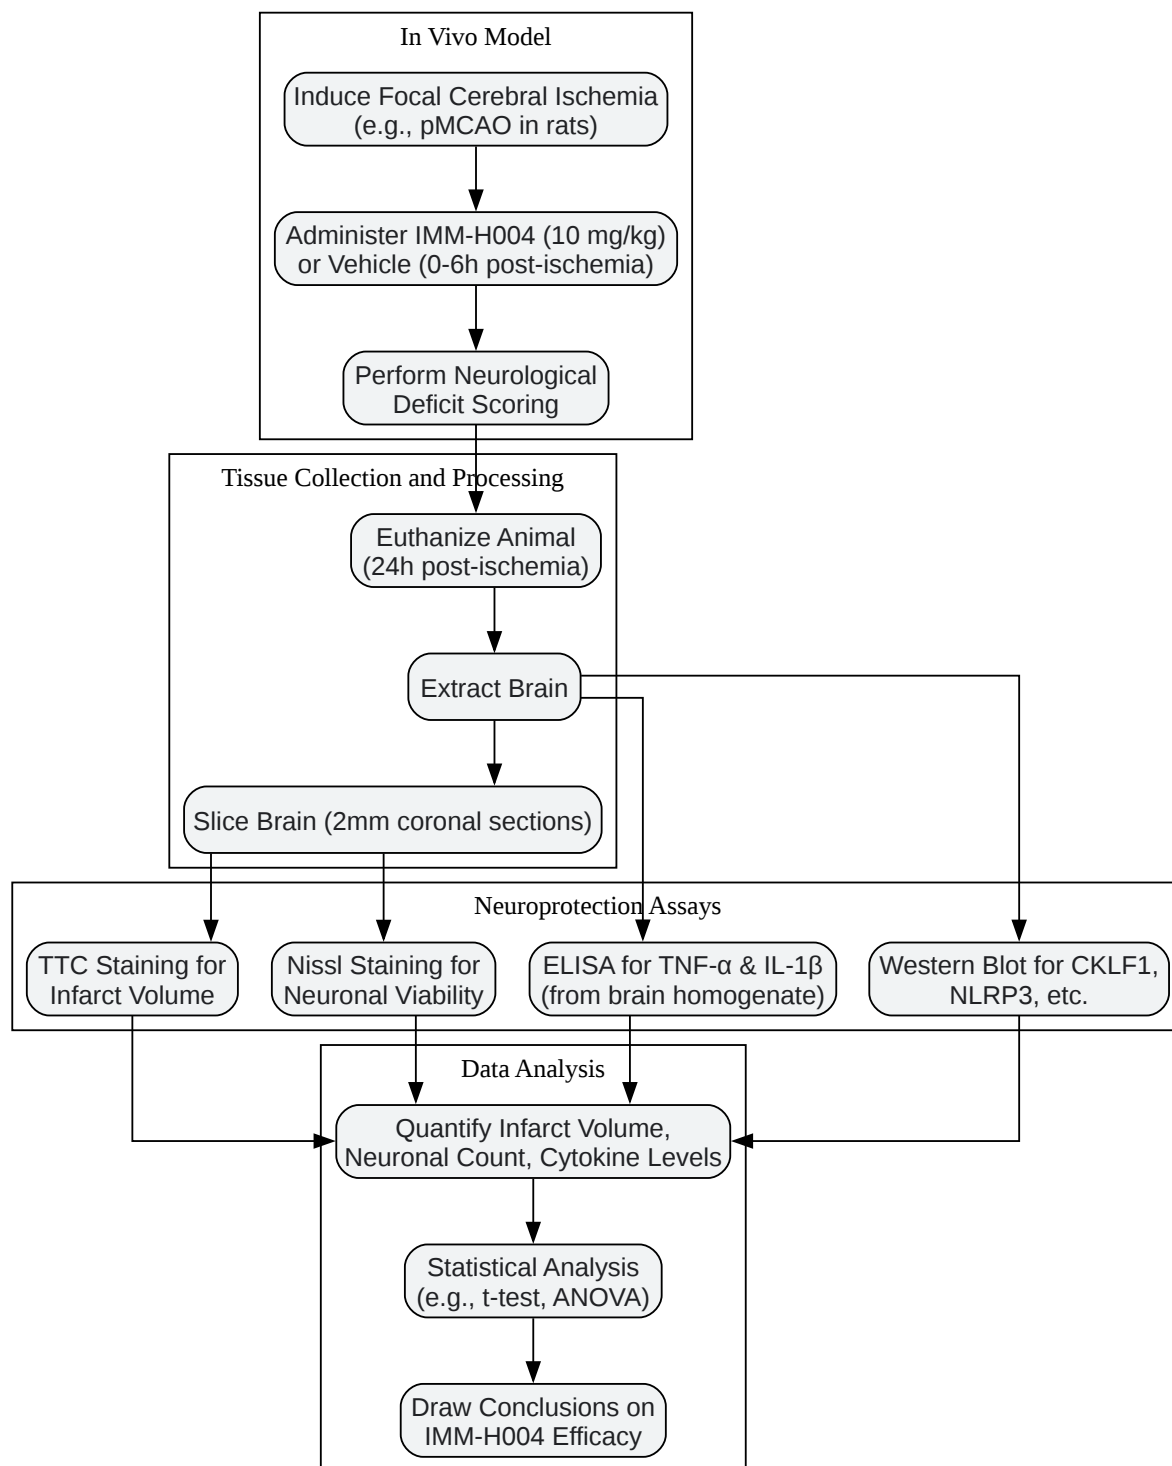 In Vivo Model
Induce Focal Cerebral Ischemia
(e.g., pMCAO in rats)
Administer IMM-H004 (10 mg/kg)
or Vehicle (0-6h post-ischemia)
Perform Neurological
Deficit Scoring
Tissue Collection and Processing
Euthanize Animal
(24h post-ischemia)
Extract Brain
Slice Brain (2mm coronal sections)
Neuroprotection Assays
TTC Staining for
Infarct Volume
Nissl Staining for
Neuronal Viability
ELISA for TNF-α & IL-1β
(from brain homogenate)
Western Blot for CKLF1,
NLRP3, etc.
Data Analysis
Quantify Infarct Volume,
Neuronal Count, Cytokine Levels
Statistical Analysis
(e.g., t-test, ANOVA)
Draw Conclusions on
IMM-H004 Efficacy